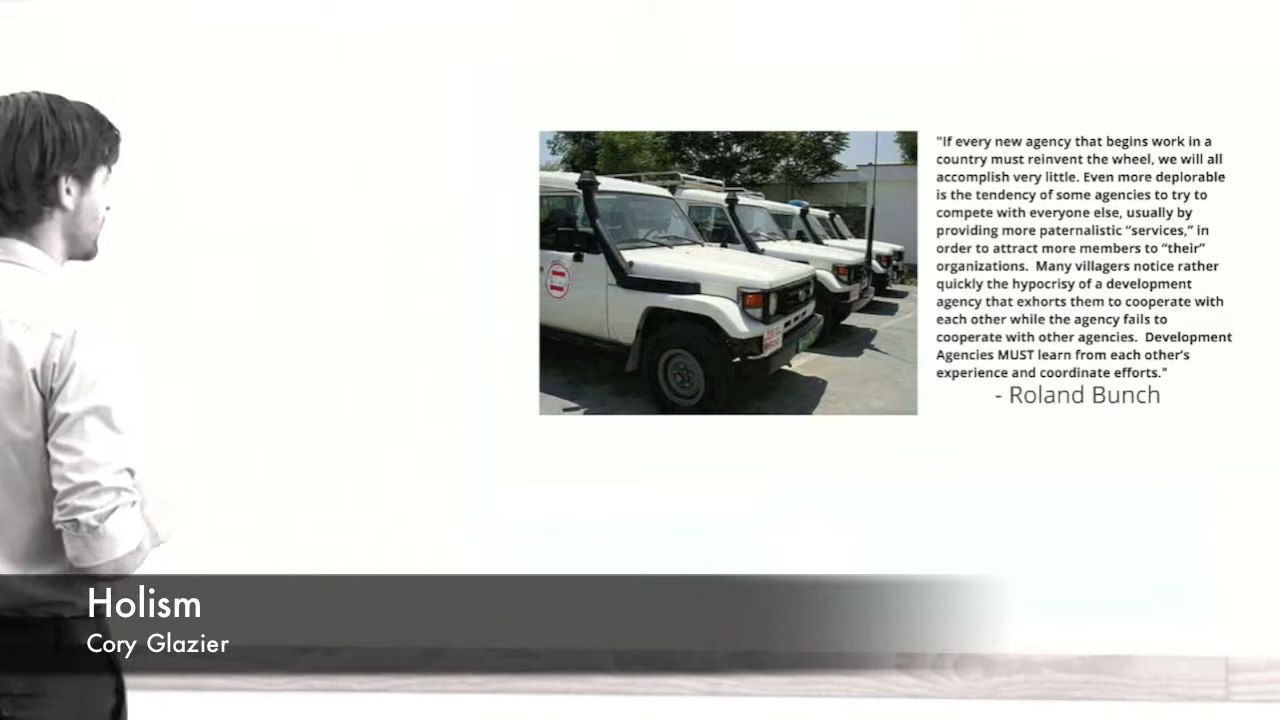 "If every new agency that begins work in a
country must reinvent the wheel, we will all
accomplish very little. Even more deplorable
is the tendency of some agencies to try to
compete with everyone else, usually by
providing more paternalistic “services,” in
order to attract more members to “their”
organizations.  Many villagers notice rather
quickly the hypocrisy of a development
agency that exhorts them to cooperate with
each other while the agency fails to
cooperate with other agencies.  Development
Agencies MUST learn from each other’s
experience and coordinate efforts."
- Roland Bunch
Holism
Cory Glazier